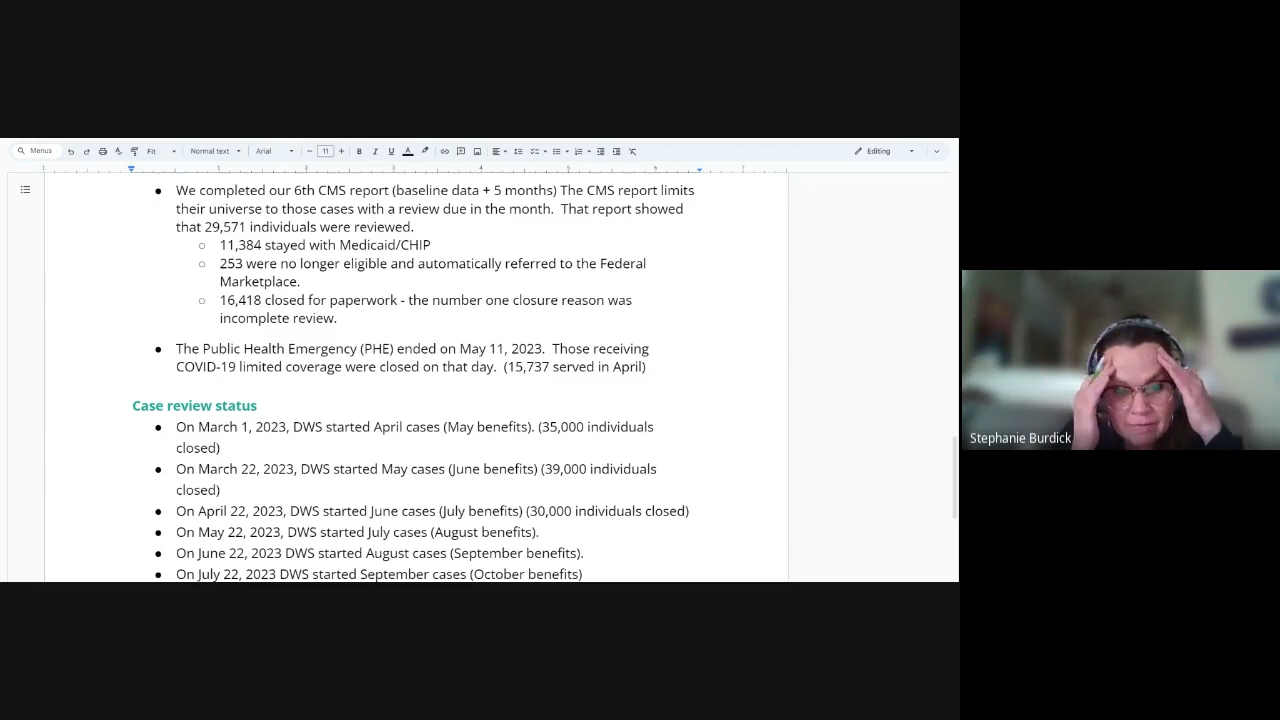 Menus
Fit
Normal text
Arial
− 11 +
Editing
1 1 2 3 4 5 6 7
We completed our 6th CMS report (baseline data + 5 months) The CMS report limits
their universe to those cases with a review due in the month.  That report showed
that 29,571 individuals were reviewed.
11,384 stayed with Medicaid/CHIP
253 were no longer eligible and automatically referred to the Federal
Marketplace.
16,418 closed for paperwork - the number one closure reason was
incomplete review.
The Public Health Emergency (PHE) ended on May 11, 2023.  Those receiving
COVID-19 limited coverage were closed on that day.  (15,737 served in April)
Case review status
On March 1, 2023, DWS started April cases (May benefits). (35,000 individuals
closed)
On March 22, 2023, DWS started May cases (June benefits) (39,000 individuals
closed)
On April 22, 2023, DWS started June cases (July benefits) (30,000 individuals closed)
On May 22, 2023, DWS started July cases (August benefits).
On June 22, 2023 DWS started August cases (September benefits).
On July 22, 2023 DWS started September cases (October benefits)
Stephanie Burdick